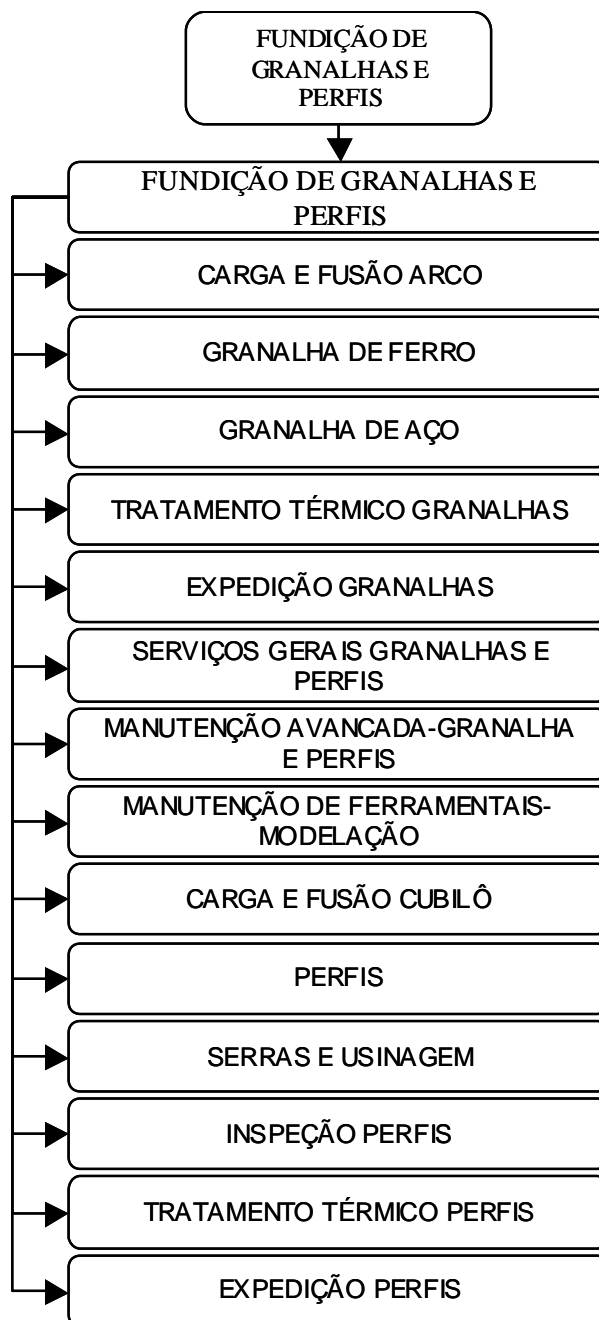 FUNDIÇÃO DE
GRANALHAS E
PERFIS
FUNDIÇÃO DE GRANALHAS E
PERFIS
CARGA E FUSÃO ARCO
GRANALHA DE FERRO
GRANALHA DE AÇO
TRATAMENTO TÉRMICO GRANALHAS
EXPEDIÇÃO GRANALHAS
SERVIÇOS GERAIS GRANALHAS E
PERFIS
MANUTENÇÃO AVANCADA-GRANALHA
E PERFIS
MANUTENÇÃO DE FERRAMENTAIS-
MODELAÇÃO
CARGA E FUSÃO CUBILÔ
PERFIS
SERRAS E USINAGEM
INSPEÇÃO PERFIS
TRATAMENTO TÉRMICO PERFIS
EXPEDIÇÃO PERFIS